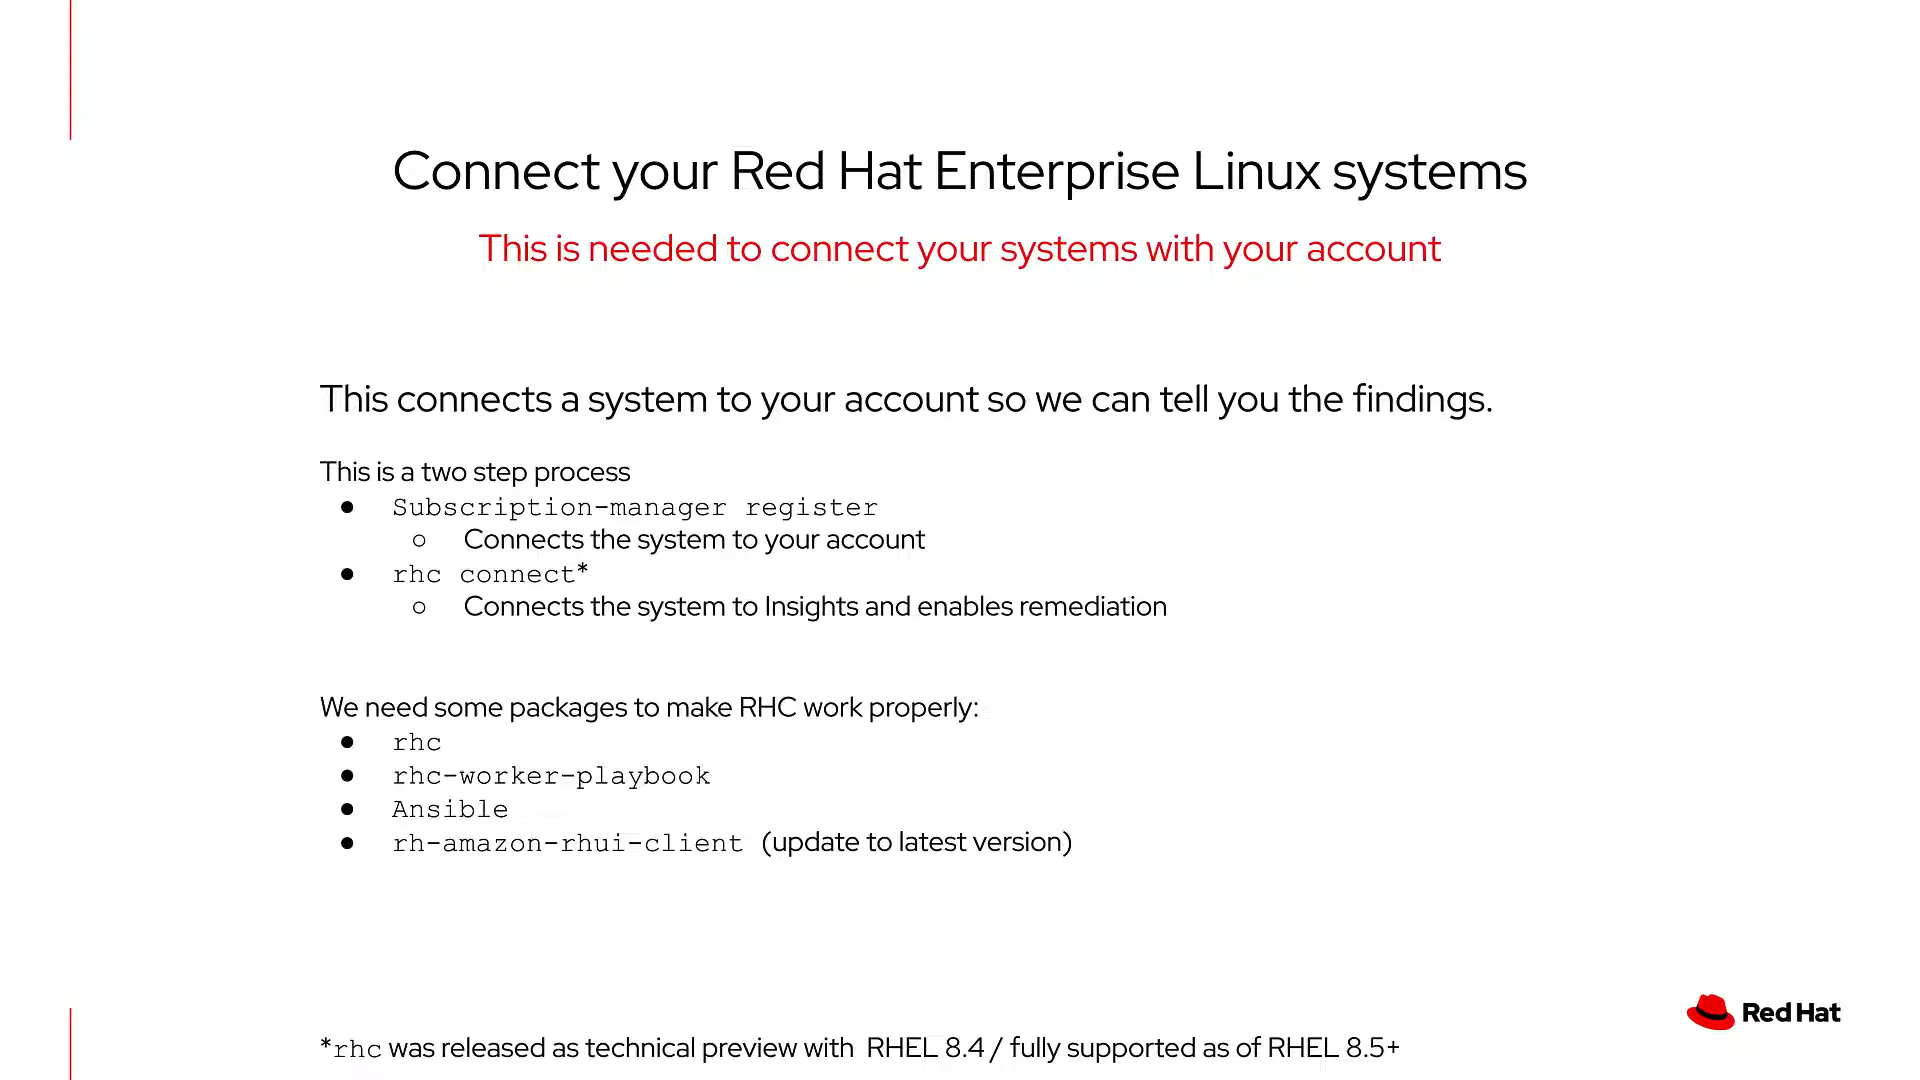 Connect your Red Hat Enterprise Linux systems
This is needed to connect your systems with your account
This connects a system to your account so we can tell you the findings.
This is a two step process
● Subscription-manager register
○ Connects the system to your account
● rhc connect*
○ Connects the system to Insights and enables remediation
We need some packages to make RHC work properly:
● rhc
● rhc-worker-playbook
● Ansible
● rh-amazon-rhui-client (update to latest version)
Red Hat
*rhc was released as technical preview with RHEL 8.4 / fully supported as of RHEL 8.5+